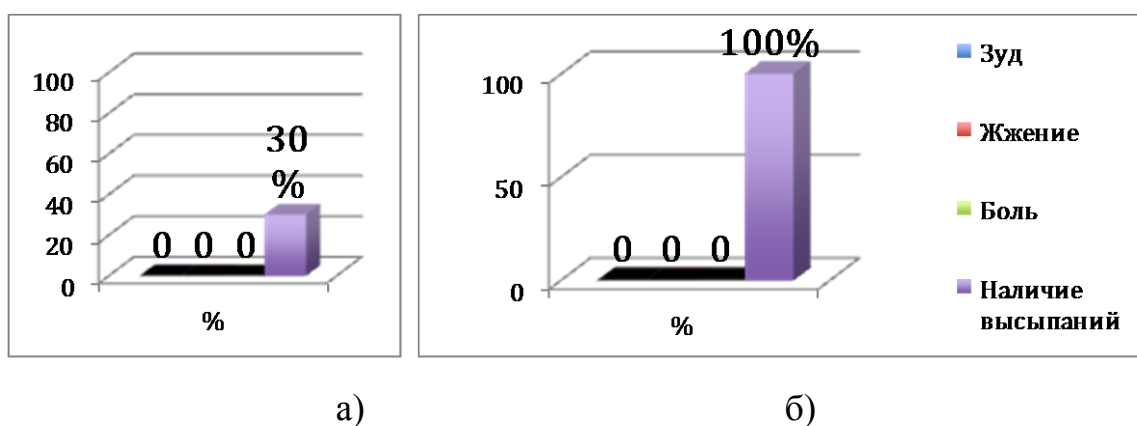 100
80
60
40
20
0
30
%
0 0 0
%
100
50
0
100%
0 0 0
%
Зуд
Жжение
Боль
Наличие
высыпаний
а)
б)